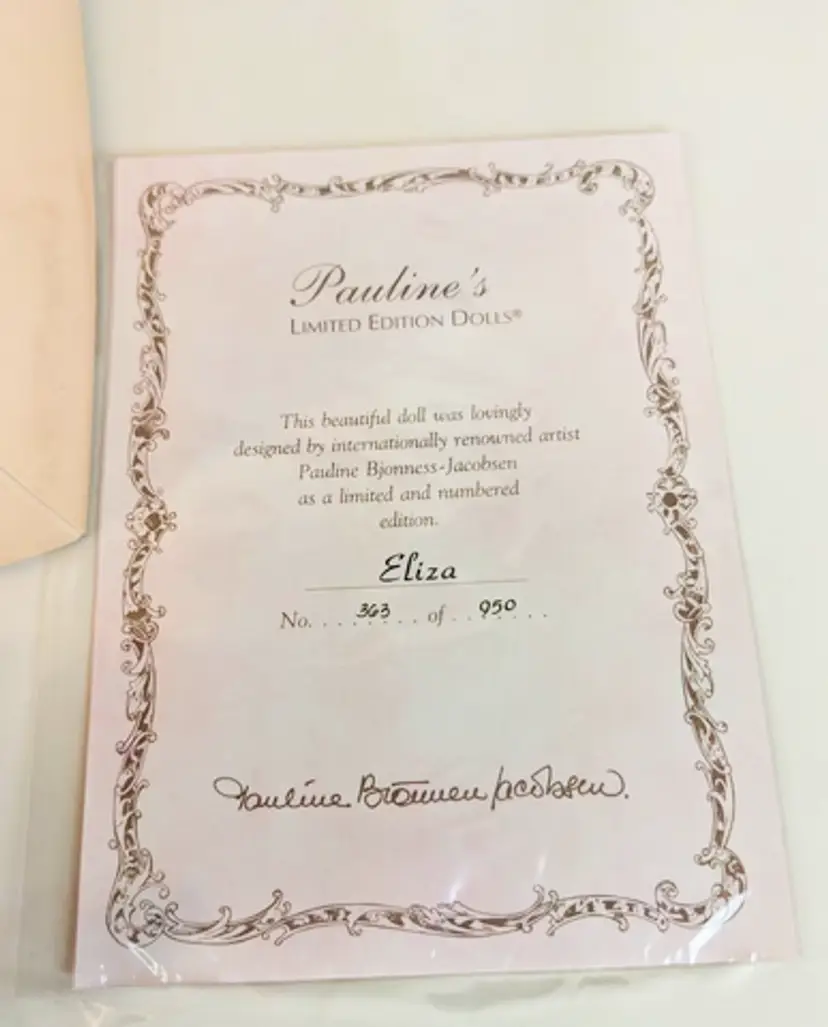 Pauline's
LIMITED EDITION DOLLS®
This beautiful doll was lovingly
designed by internationally renowned artist
Pauline Bjonness-Jacobsen
as a limited and numbered
edition.
Eliza
No. . . . 363 . . . of . . 950 . . .
Pauline Bjonness Jacobsen.